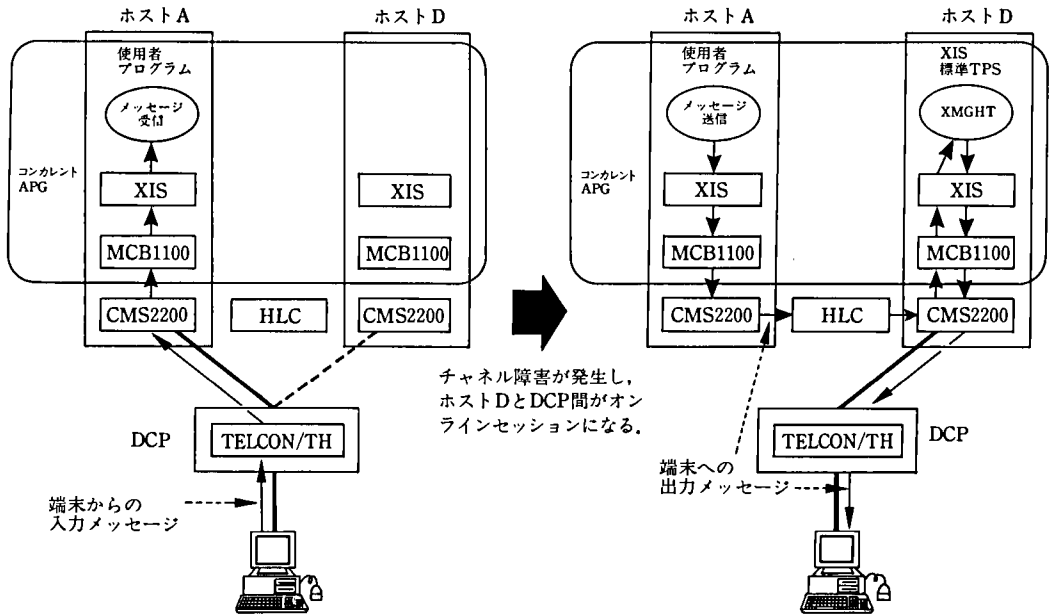 ホストA
ホストD
使用者
プログラム
メッセージ
受信
コンカレント
APG
XIS
XIS
MCB1100
MCB1100
CMS2200
HLC
CMS2200
DCP
TELCON/TH
端末からの
入力メッセージ
チャネル障害が発生し,
ホストDとDCP間がオン
ラインセッションになる.
ホストA
ホストD
使用者
プログラム
XIS
標準TPS
メッセージ
送信
XMGHT
コンカレント
APG
XIS
XIS
MCB1100
MCB1100
CMS2200
HLC
CMS2200
TELCON/TH
DCP
端末への
出力メッセージ